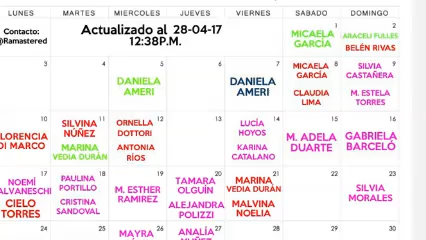 LUNES MARTES MIERCOLES JUEVES VIERNES SABADO DOMINGO
Contacto:
@Ramastered
Actualizado al 28-04-17
12:38P.M.
1
MICAELA
GARCÍA
2
ARACELI FULLES
BELÉN RIVAS
3
4
5
DANIELA
AMERI
6
7
DANIELA
AMERI
8
MICAELA
GARCÍA
CLAUDIA
LIMA
9
SILVIA
CASTAÑERA
M. ESTELA
TORRES
10
FLORENCIA
DI MARCO
11
SILVINA
NÚÑEZ
MARINA
VEDIA DURÁN
12
ORNELLA
DOTTORI
ANTONIA
RÍOS
13
14
LUCÍA
HOYOS
KARINA
CATALANO
15
M. ADELA
DUARTE
16
GABRIELA
BARCELÓ
17
NOEMÍ
CIELO
TORRES
18
PAULINA
PORTILLO
CRISTINA
SANDOVAL
19
M. ESTHER
RAMIREZ
20
TAMARA
OLGUÍN
ALEJANDRA
POLIZZI
21
MARINA
VEDIA DURÁN
MALVINA
NOELIA
22
23
SILVIA
MORALES
24
25
26
MAYRA
27
ANALÍA
28
29
30